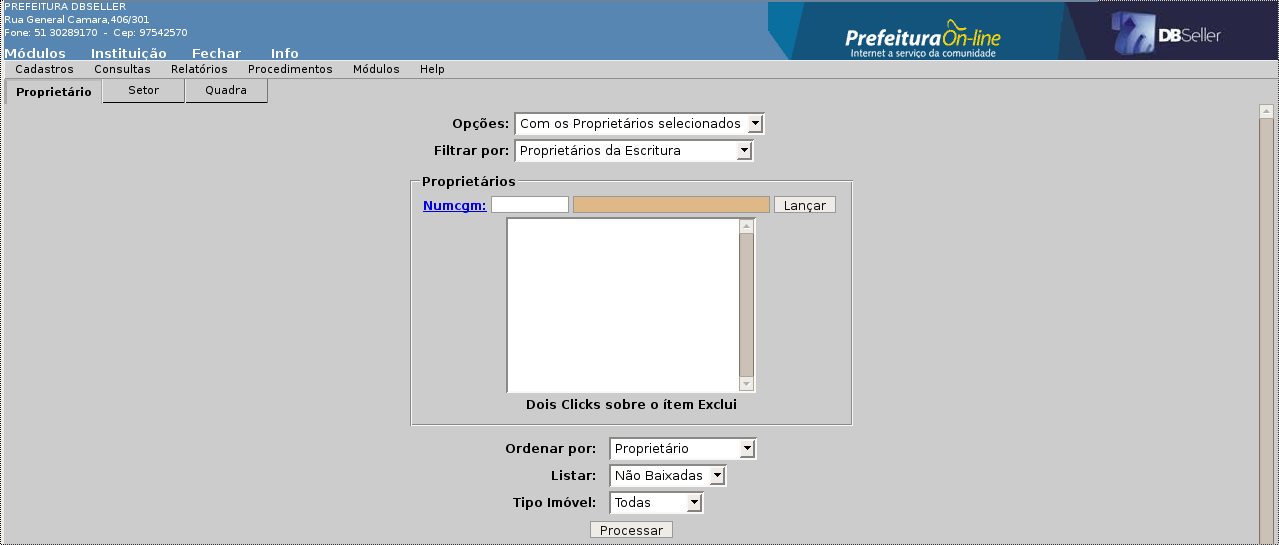 PREFEITURA DBSELLER
Rua General Camara,406/301
Fone: 51 30289170 - Cep: 97542570
Módulos Instituição Fechar Info
Prefeitura On-line
Internet a serviço da comunidade
DBSeller
Cadastros Consultas Relatórios Procedimentos Módulos Help
Proprietário Setor Quadra
Opções: Com os Proprietários selecionados
Filtrar por: Proprietários da Escritura
Proprietários
Numcgm: Lançar
Dois Clicks sobre o ítem Exclui
Ordenar por: Proprietário
Listar: Não Baixadas
Tipo Imóvel: Todas
Processar